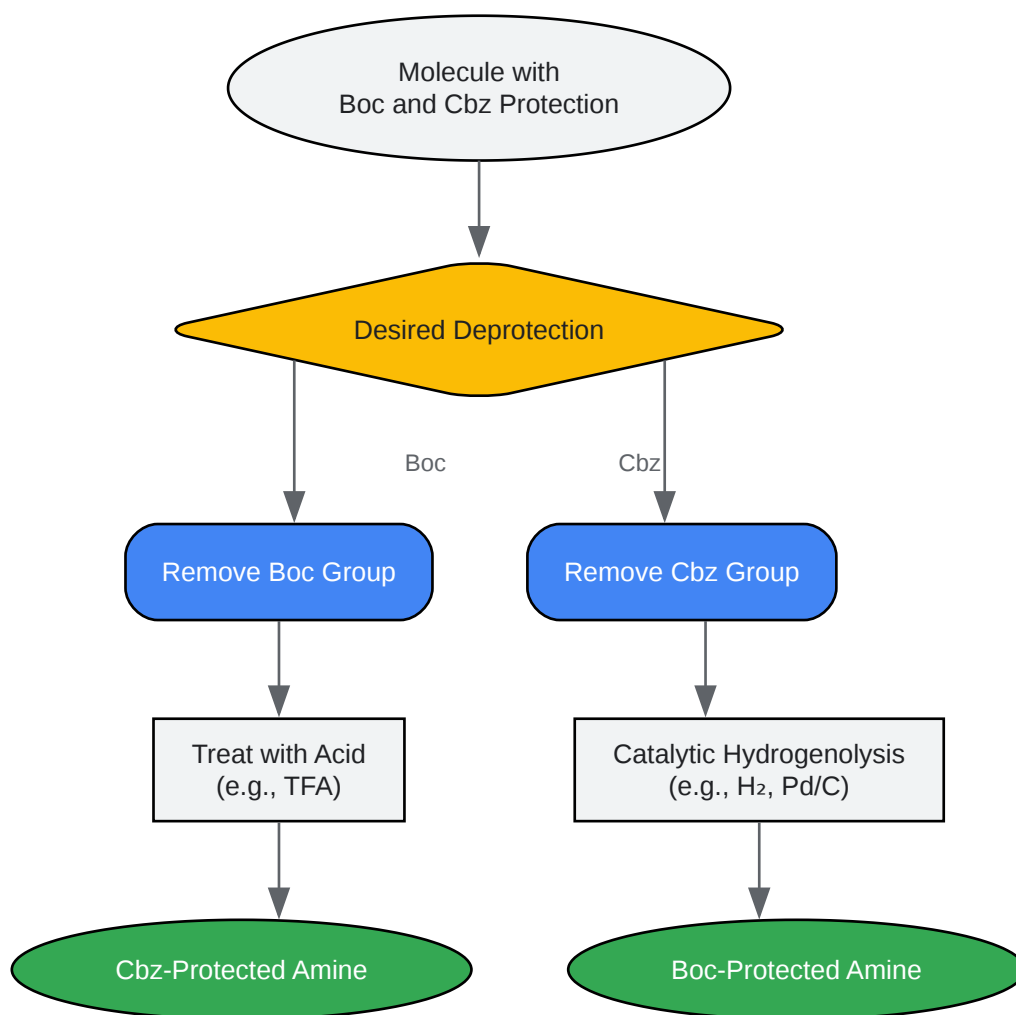 Molecule with
Boc and Cbz Protection
Desired Deprotection
Boc
Cbz
Remove Boc Group
Remove Cbz Group
Treat with Acid
(e.g., TFA)
Catalytic Hydrogenolysis
(e.g., H₂, Pd/C)
Cbz-Protected Amine
Boc-Protected Amine